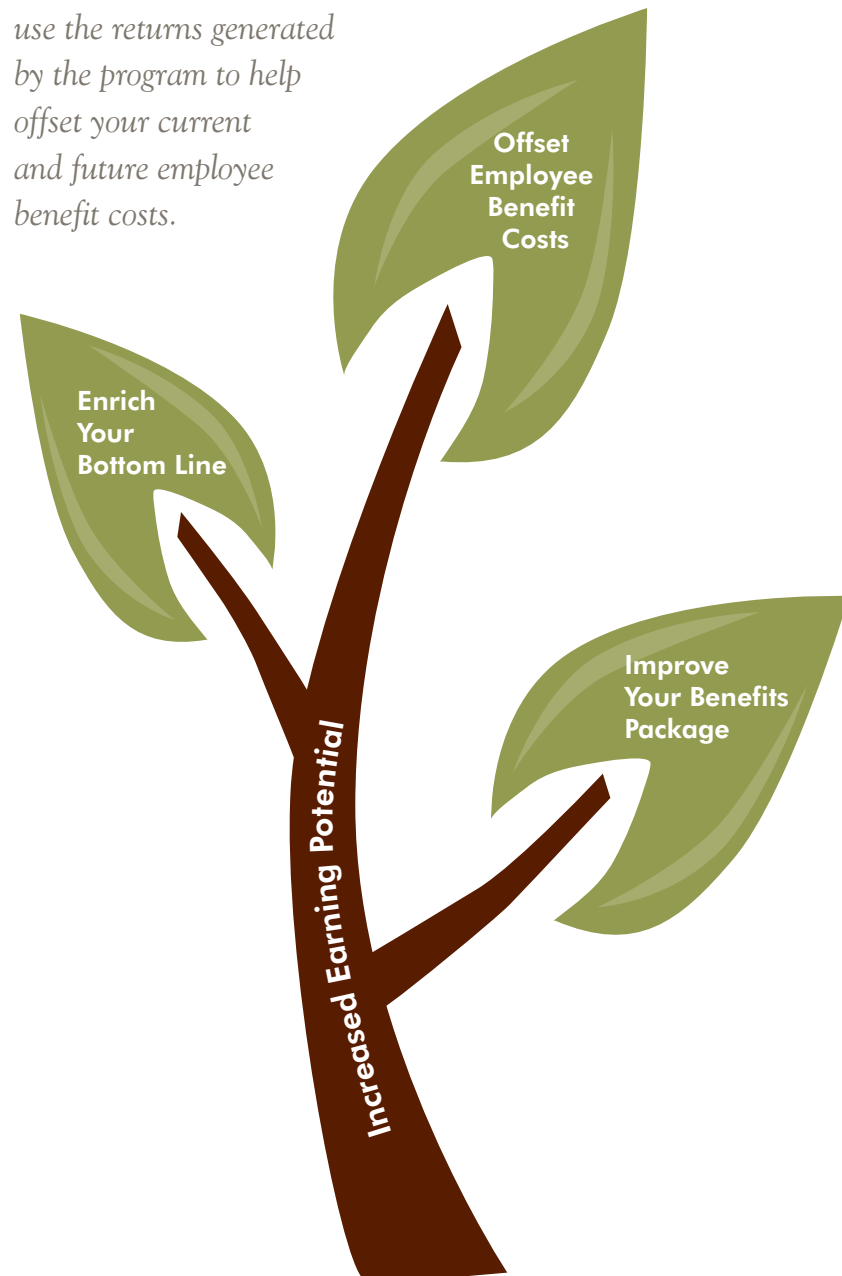 use the returns generated
by the program to help
offset your current
and future employee
benefit costs.
Offset
Employee
Benefit
Costs
Enrich
Your
Bottom Line
Improve
Your Benefits
Package
Increased Earning Potential